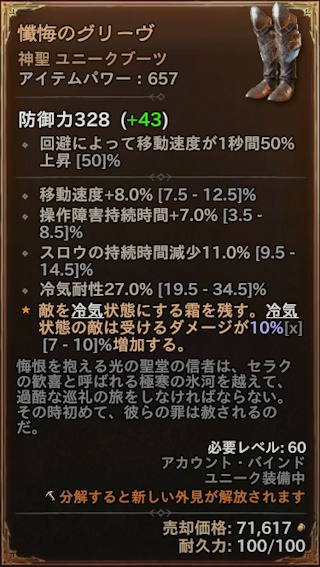 懺悔のグリーヴ
神聖 ユニークブーツ
アイテムパワー：657
防御力328 (+43)
回避によって移動速度が1秒間50%
上昇 [50]%
移動速度+8.0% [7.5 - 12.5]%
操作障害持続時間+7.0% [3.5 -
8.5]%
スロウの持続時間減少11.0% [9.5 -
14.5]%
冷気耐性27.0% [19.5 - 34.5]%
敵を冷気状態にする霜を残す。冷気
状態の敵は受けるダメージが10%[x]
[7 - 10]%増加する。
悔恨を抱える光の聖堂の信者は、セラク
の歓喜と呼ばれる極寒の氷河を越えて、
過酷な巡礼の旅をしなければならない。
その時初めて、彼らの罪は赦されるの
だ。
必要レベル: 60
アカウント・バインド
ユニーク装備中
分解すると新しい外見が解放されます
売却価格: 71,617
耐久力: 100/100